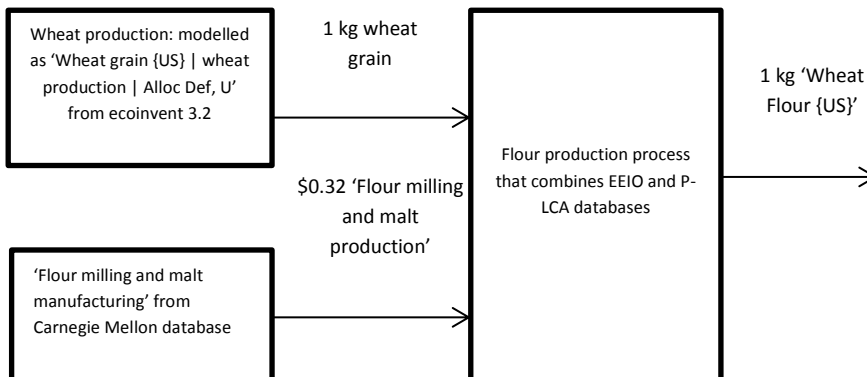 Wheat production: modelled
as ‘Wheat grain {US} | wheat
production | Alloc Def, U’
from ecoinvent 3.2
1 kg wheat
grain
1 kg ‘Wheat
Flour {US}’
Flour production process
that combines EEIO and P-
LCA databases
$0.32 ‘Flour milling
and malt
production’
‘Flour milling and malt
manufacturing’ from
Carnegie Mellon database